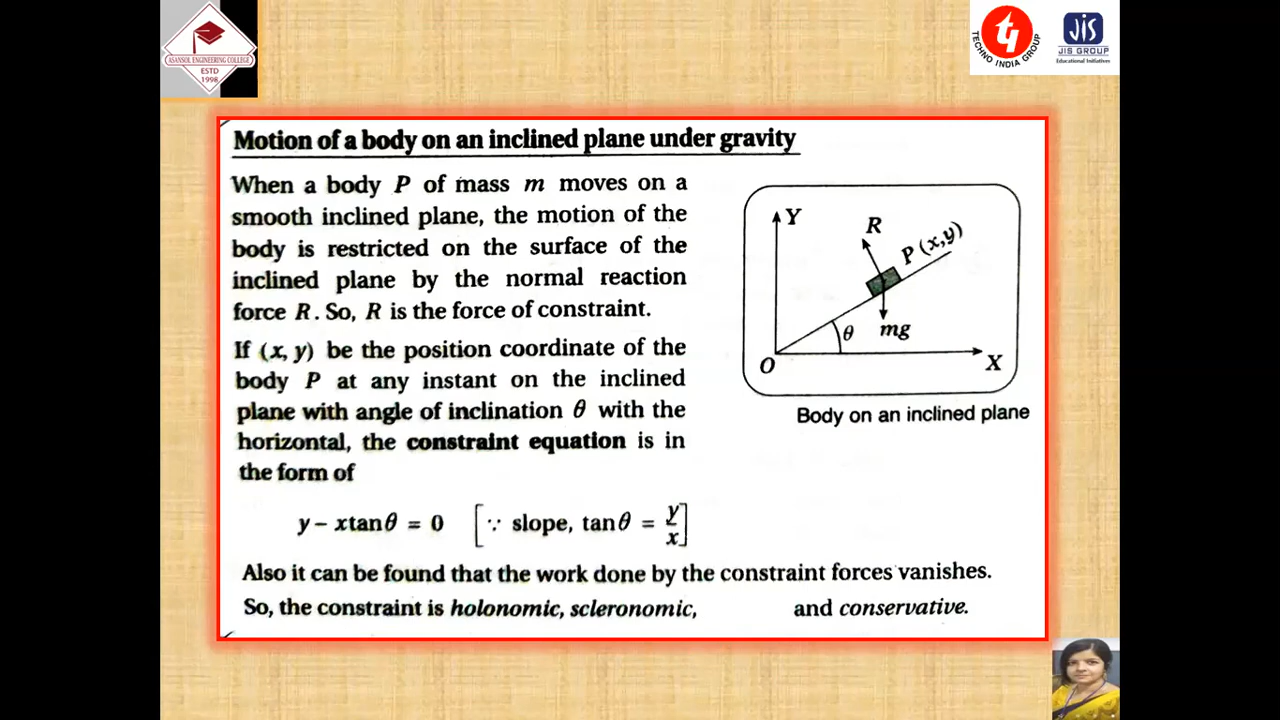 ASANSOL ENGINEERING COLLEGE
ESTD
1998
TECHNO INDIA GROUP
JIS
JIS GROUP
Educational Initiatives
Motion of a body on an inclined plane under gravity
When a body P of mass m moves on a
smooth inclined plane, the motion of the
body is restricted on the surface of the
inclined plane by the normal reaction
force R. So, R is the force of constraint.
If (x, y) be the position coordinate of the
body P at any instant on the inclined
plane with angle of inclination θ with the
horizontal, the constraint equation is in
the form of
y – x tanθ = 0 [∵ slope, tanθ = y/x]
Also it can be found that the work done by the constraint forces vanishes.
So, the constraint is holonomic, scleronomic, and conservative.
Y
R
P (x,y)
θ
mg
O
X
Body on an inclined plane